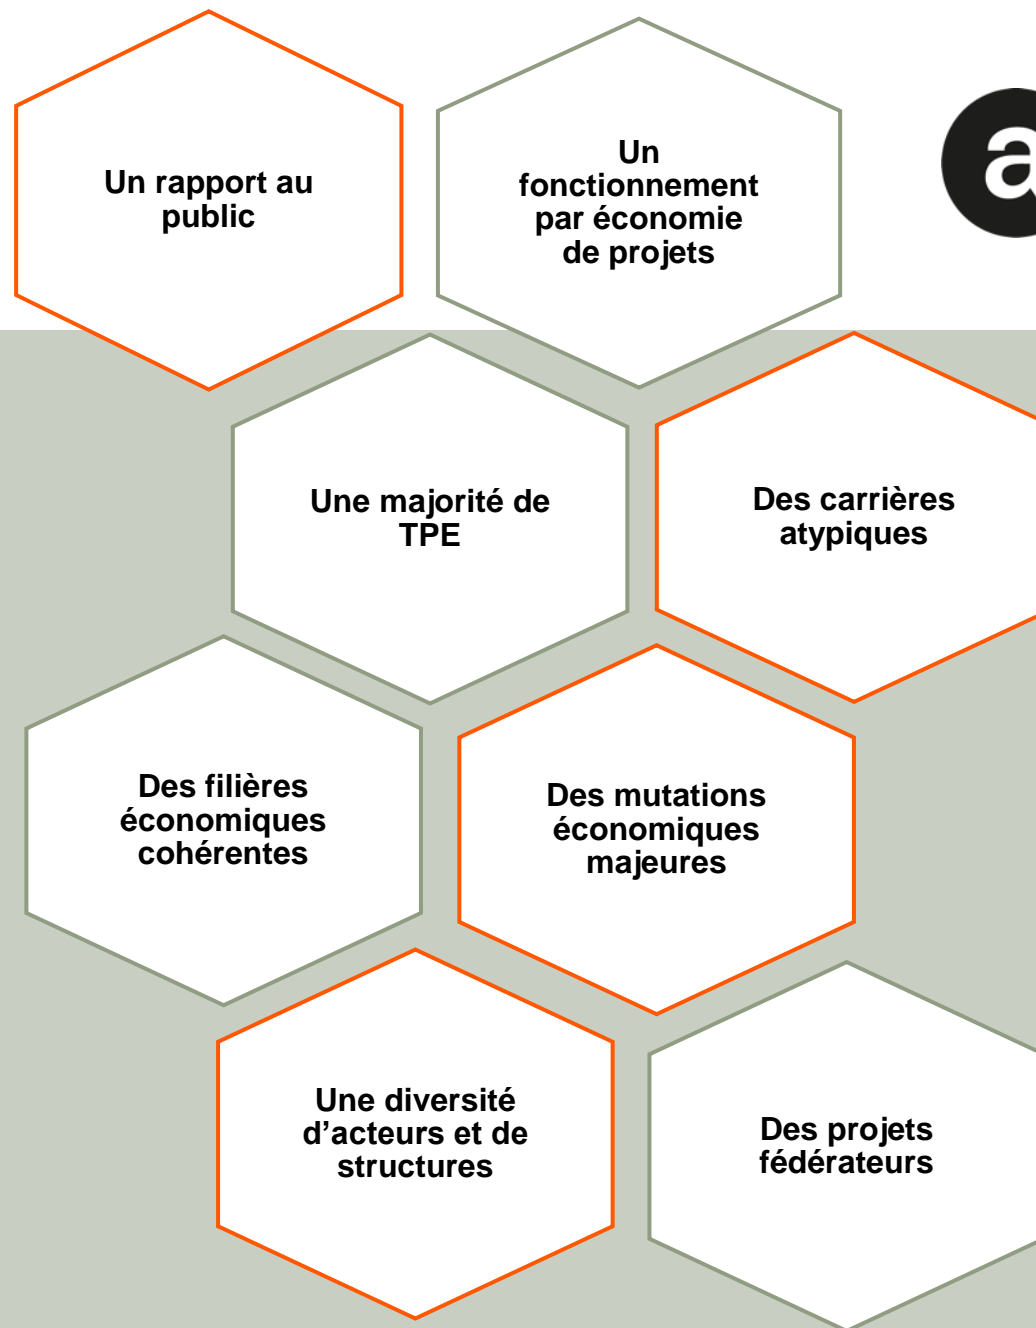 Un rapport au
public
Un
fonctionnement
par économie
de projets
a
Une majorité de
TPE
Des carrières
atypiques
Des filières
économiques
cohérentes
Des mutations
économiques
majeures
Une diversité
d’acteurs et de
structures
Des projets
fédérateurs